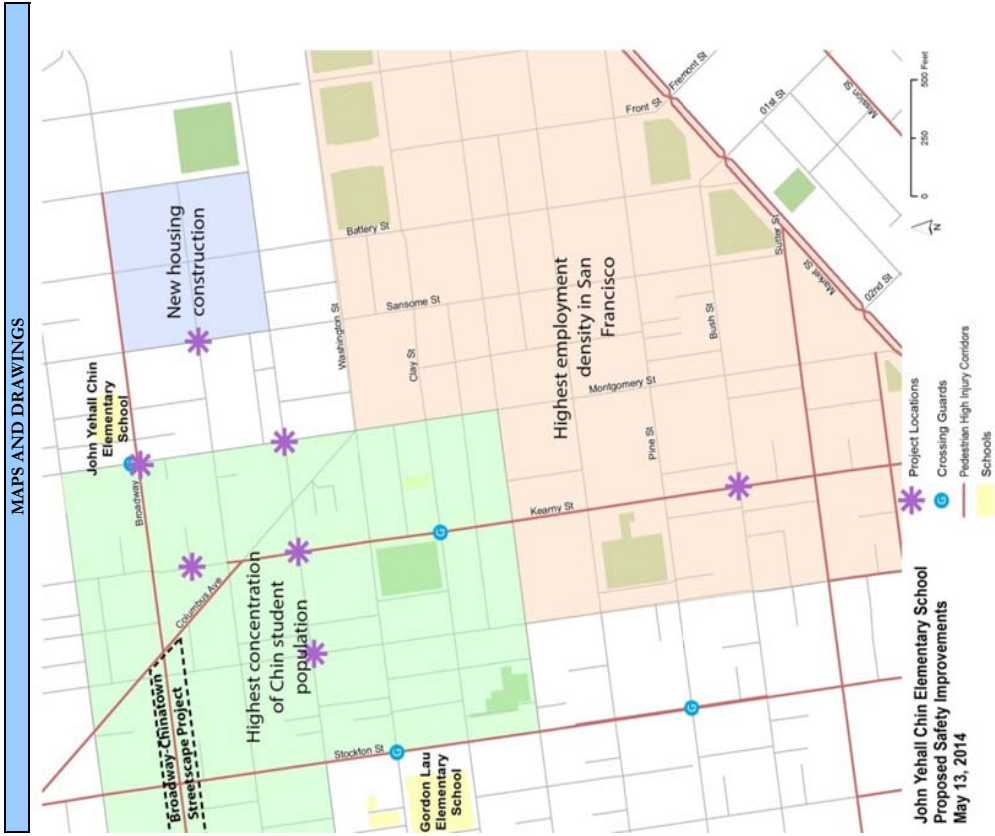 MAPS AND DRAWINGS
John Yehall Chin
Elementary
School
New housing
construction
Broadway
Columbus Ave
Broadway-Chinatown
Streetscape Project
Highest concentration
of Chin student
population
Washington St
Battery St
Sansome St
Clay St
Front St
Fremont St
01st St
Mission St
Highest employment
density in San
Francisco
Montgomery St
Bush St
Sutter St
Market St
02nd St
Pine St
Kearny St
Stockton St
Gordon Lau
Elementary
School
G
G
G
G
0 250 500 Feet
N
Project Locations
G Crossing Guards
Pedestrian High Injury Corridors
Schools
John Yehall Chin Elementary School
Proposed Safety Improvements
May 13, 2014